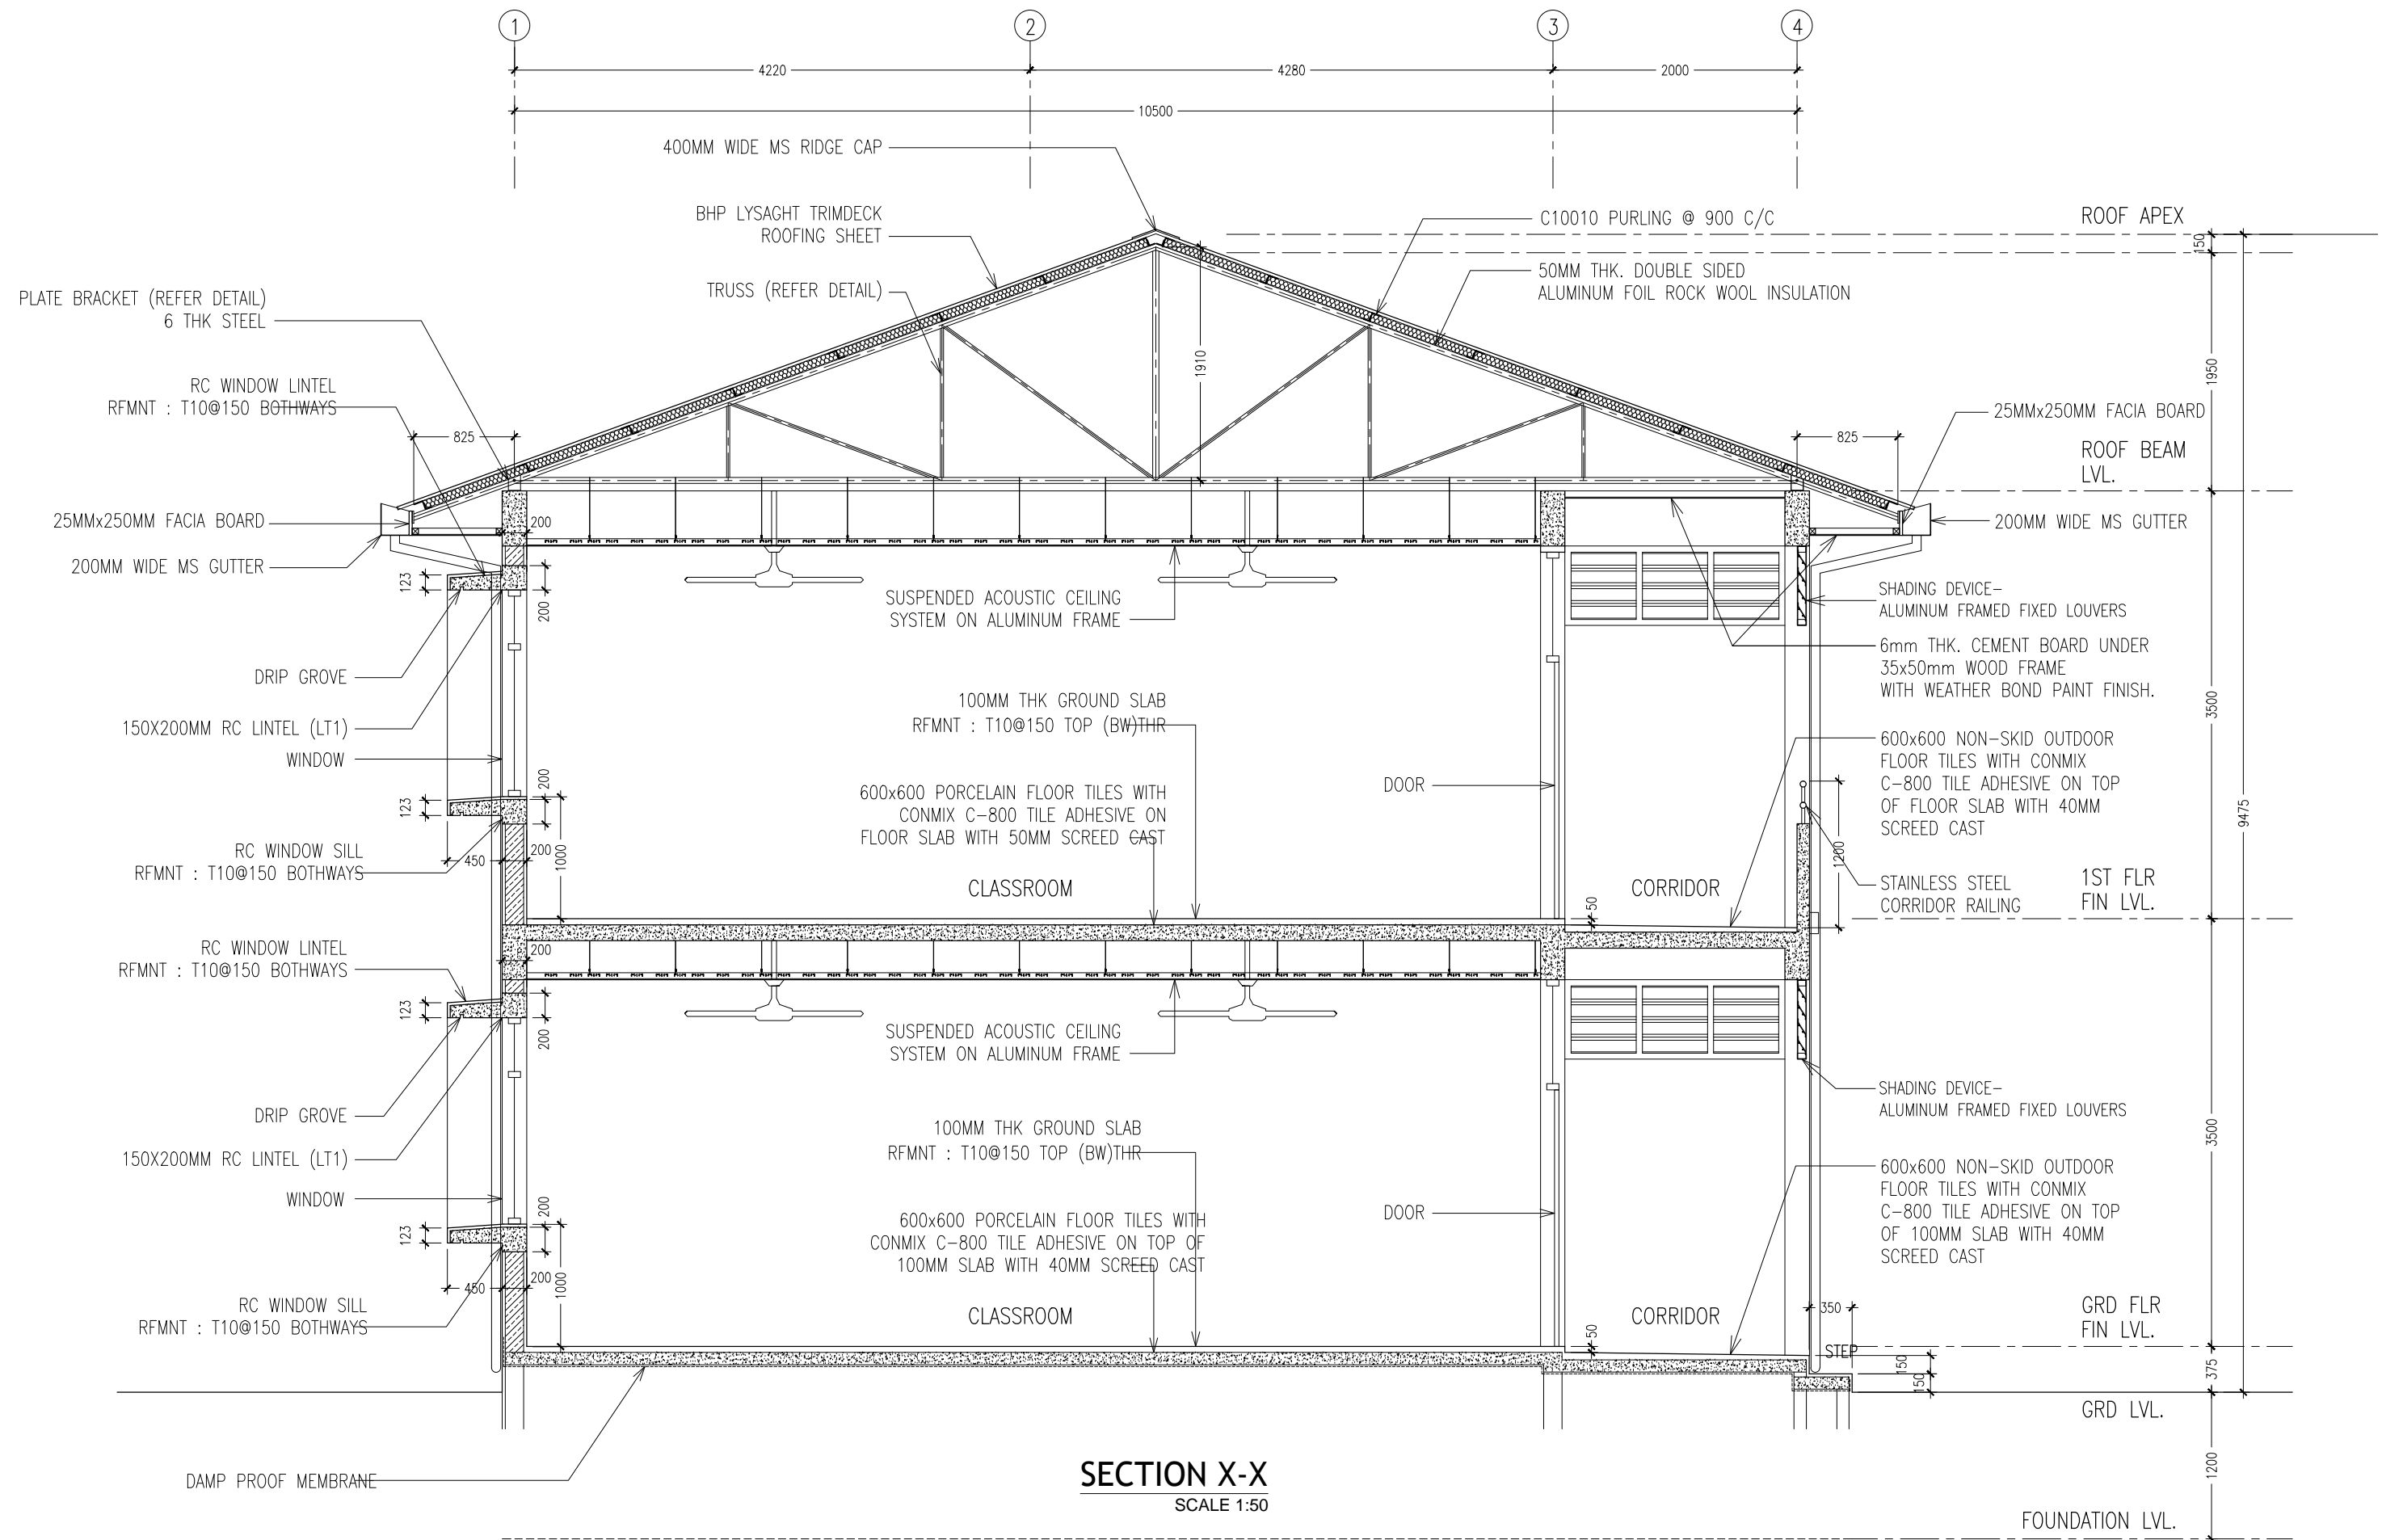 1
2
3
4
4220
4280
2000
10500
400MM WIDE MS RIDGE CAP
BHP LYSAGHT TRIMDECK
ROOFING SHEET
C10010 PURLING @ 900 C/C
ROOF APEX
150
TRUSS (REFER DETAIL)
50MM THK. DOUBLE SIDED
ALUMINUM FOIL ROCK WOOL INSULATION
PLATE BRACKET (REFER DETAIL)
6 THK STEEL
1910
1950
RC WINDOW LINTEL
RFMNT : T10@150 BOTHWAYS
825
825
25MMx250MM FACIA BOARD
ROOF BEAM
LVL.
25MMx250MM FACIA BOARD
200
200MM WIDE MS GUTTER
200MM WIDE MS GUTTER
123
200
SUSPENDED ACOUSTIC CEILING
SYSTEM ON ALUMINUM FRAME
SHADING DEVICE-
ALUMINUM FRAMED FIXED LOUVERS
6mm THK. CEMENT BOARD UNDER
35x50mm WOOD FRAME
WITH WEATHER BOND PAINT FINISH.
DRIP GROVE
150X200MM RC LINTEL (LT1)
WINDOW
100MM THK GROUND SLAB
RFMNT : T10@150 TOP (BW)THR
3500
600x600 NON-SKID OUTDOOR
FLOOR TILES WITH CONMIX
C-800 TILE ADHESIVE ON TOP
OF FLOOR SLAB WITH 40MM
SCREED CAST
DOOR
200
123
600x600 PORCELAIN FLOOR TILES WITH
CONMIX C-800 TILE ADHESIVE ON
FLOOR SLAB WITH 50MM SCREED CAST
9475
RC WINDOW SILL
RFMNT : T10@150 BOTHWAYS
450
200
1000
1200
CLASSROOM
CORRIDOR
STAINLESS STEEL
CORRIDOR RAILING
1ST FLR
FIN LVL.
50
RC WINDOW LINTEL
RFMNT : T10@150 BOTHWAYS
200
123
200
SUSPENDED ACOUSTIC CEILING
SYSTEM ON ALUMINUM FRAME
SHADING DEVICE-
ALUMINUM FRAMED FIXED LOUVERS
DRIP GROVE
150X200MM RC LINTEL (LT1)
WINDOW
100MM THK GROUND SLAB
RFMNT : T10@150 TOP (BW)THR
3500
600x600 NON-SKID OUTDOOR
FLOOR TILES WITH CONMIX
C-800 TILE ADHESIVE ON TOP
OF 100MM SLAB WITH 40MM
SCREED CAST
DOOR
200
123
600x600 PORCELAIN FLOOR TILES WITH
CONMIX C-800 TILE ADHESIVE ON TOP OF
100MM SLAB WITH 40MM SCREED CAST
450
200
1000
RC WINDOW SILL
RFMNT : T10@150 BOTHWAYS
CLASSROOM
CORRIDOR
350
GRD FLR
FIN LVL.
50
STEP
150
150
375
GRD LVL.
DAMP PROOF MEMBRANE
SECTION X-X
SCALE 1:50
1200
FOUNDATION LVL.